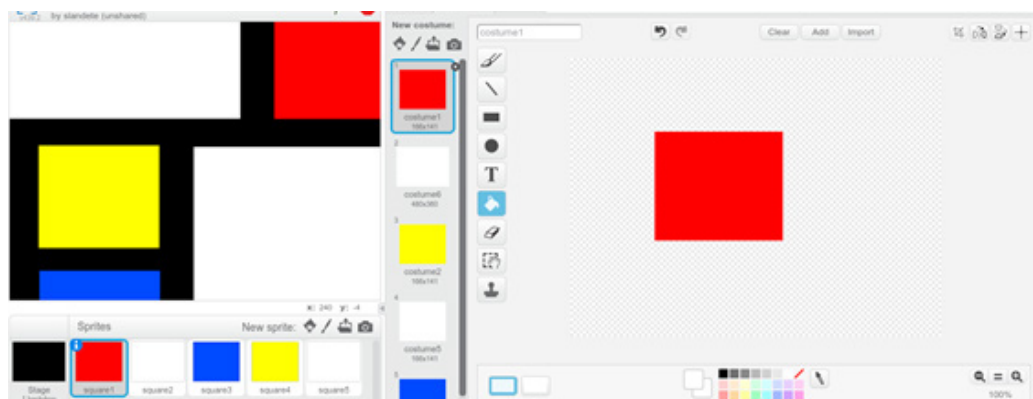 by slandete (unshared)
New costume:
1
costume1
166x141
2
costume6
480x360
3
costume2
166x141
4
costume5
166x141
5
x: 240 y: -4
Sprites
New sprite:
Stage
square1
square2
square3
square4
square5
costume1
Clear
Add
Import
T
100%